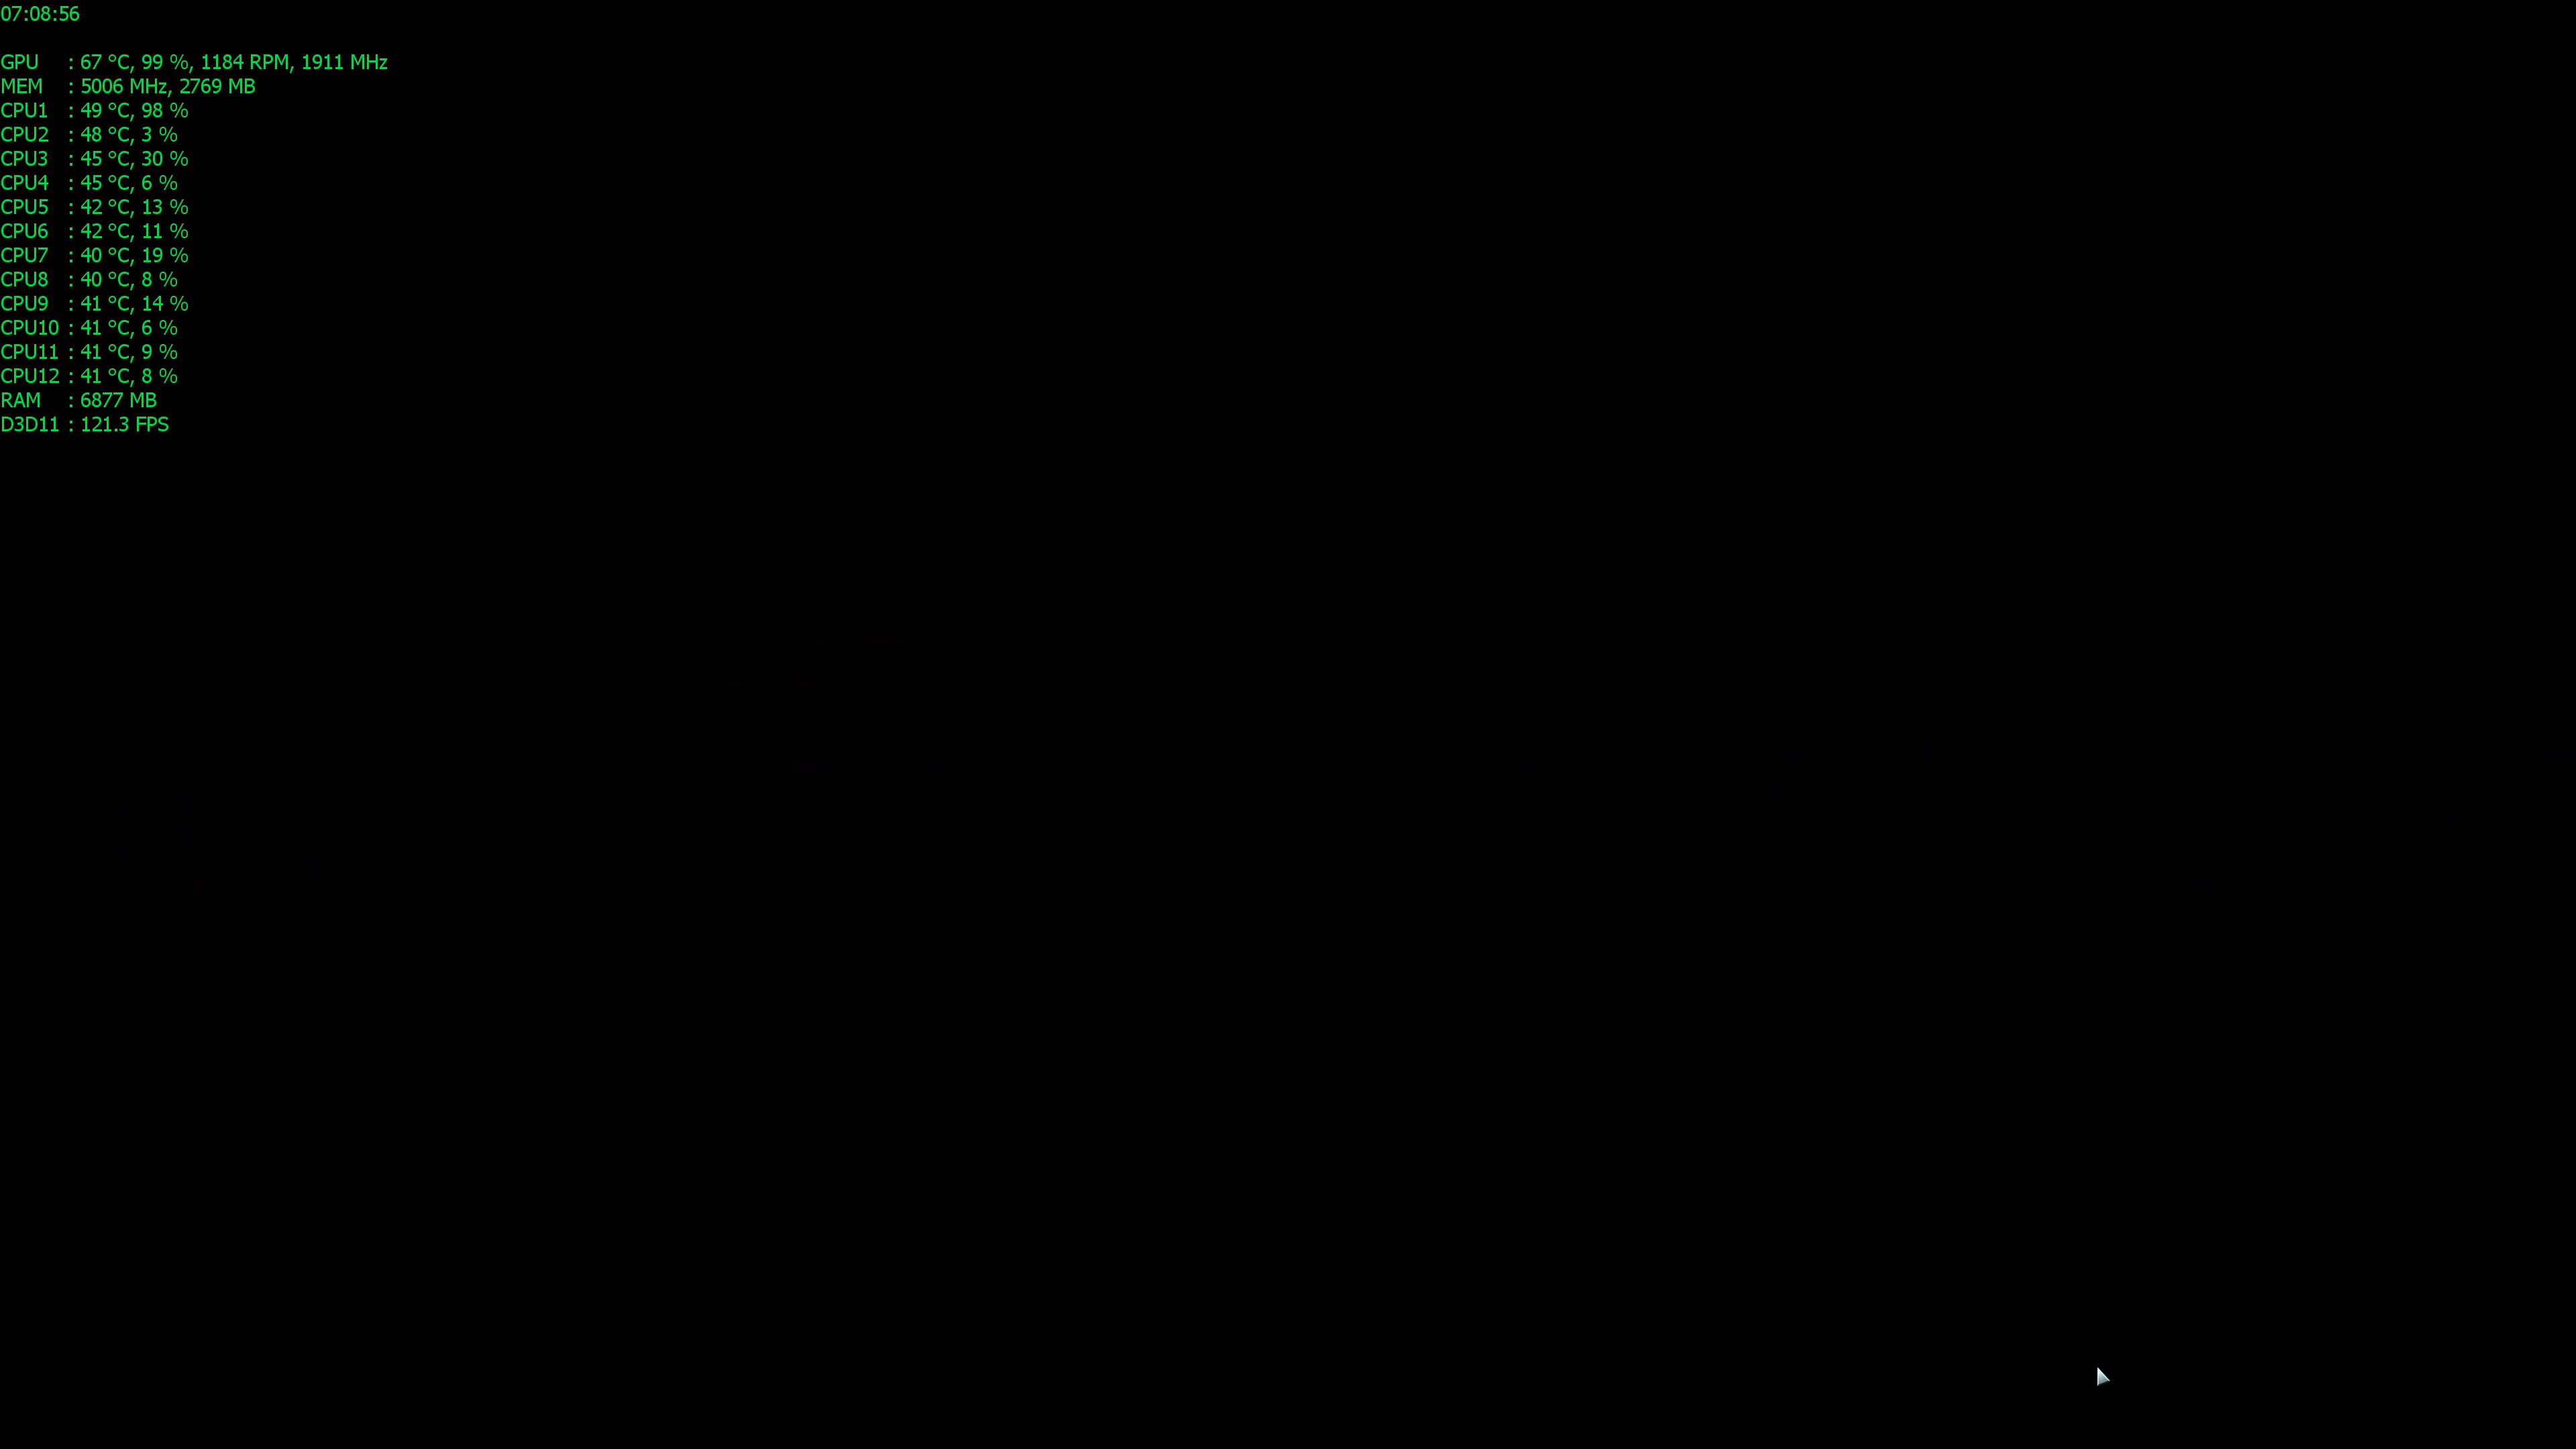 07:08:56
GPU : 67 °C, 99 %, 1184 RPM, 1911 MHz
MEM : 5006 MHz, 2769 MB
CPU1 : 49 °C, 98 %
CPU2 : 48 °C, 3 %
CPU3 : 45 °C, 30 %
CPU4 : 45 °C, 6 %
CPU5 : 42 °C, 13 %
CPU6 : 42 °C, 11 %
CPU7 : 40 °C, 19 %
CPU8 : 40 °C, 8 %
CPU9 : 41 °C, 14 %
CPU10 : 41 °C, 6 %
CPU11 : 41 °C, 9 %
CPU12 : 41 °C, 8 %
RAM : 6877 MB
D3D11 : 121.3 FPS